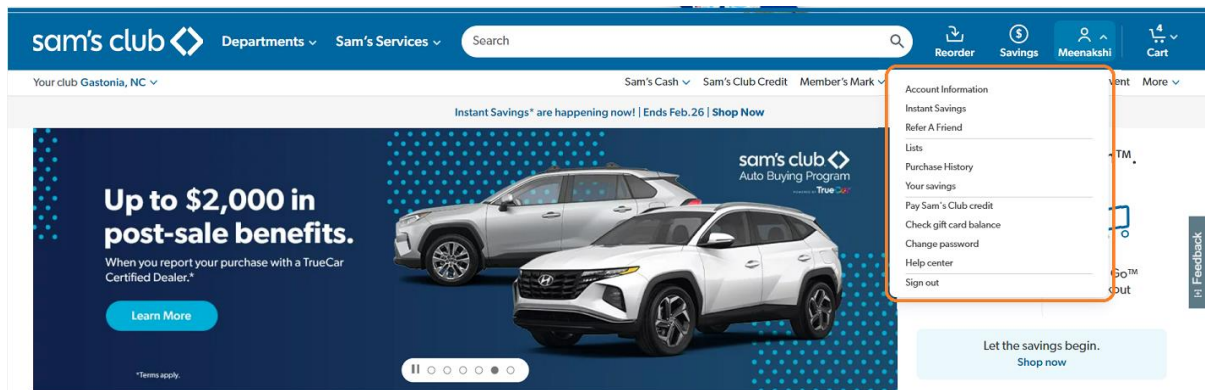 sam's club
Departments
Sam's Services
Search
Reorder
Savings
Meenakshi
4
Cart
Your club Gastonia, NC
Sam's Cash
Sam's Club Credit
Member's Mark
More
Instant Savings* are happening now! | Ends Feb.26 | Shop Now
Up to $2,000 in
post-sale benefits.
When you report your purchase with a TrueCar
Certified Dealer.*
Learn More
*Terms apply.
sam's club
Auto Buying Program
POWERED BY TrueCar
Account Information
Instant Savings
Refer A Friend
Lists
Purchase History
Your savings
Pay Sam's Club credit
Check gift card balance
Change password
Help center
Sign out
TM.
Go™
out
Let the savings begin.
Shop now
[+] Feedback